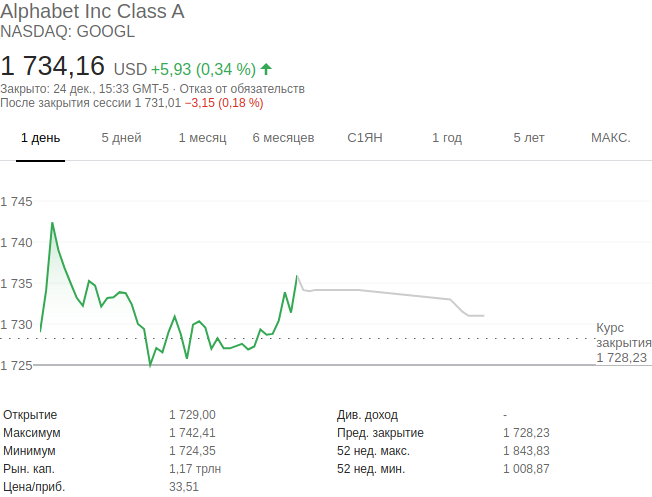 Alphabet Inc Class A
NASDAQ: GOOGL
1 734,16 USD +5,93 (0,34 %)
Закрыто: 24 дек., 15:33 GMT-5 · Отказ от обязательств
После закрытия сессии 1 731,01 −3,15 (0,18 %)
1 день 5 дней 1 месяц 6 месяцев С1ЯН 1 год 5 лет МАКС.
1 745
1 740
1 735
1 730
Курс
закрытия
1 728,23
1 725
Открытие 1 729,00 Див. доход -
Максимум 1 742,41 Пред. закрытие 1 728,23
Минимум 1 724,35 52 нед. макс. 1 843,83
Рын. кап. 1,17 трлн 52 нед. мин. 1 008,87
Цена/приб. 33,51